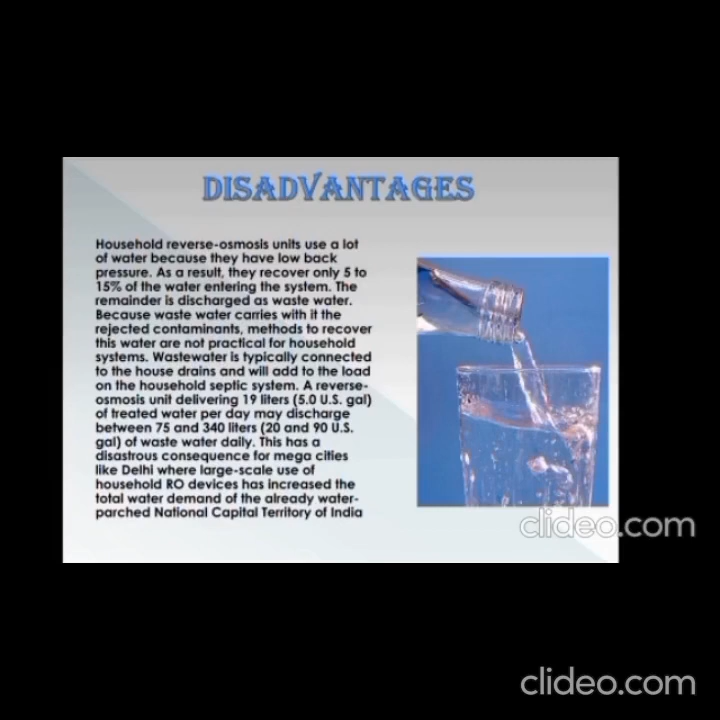 DISADVANTAGES
Household reverse-osmosis units use a lot
of water because they have low back
pressure. As a result, they recover only 5 to
15% of the water entering the system. The
remainder is discharged as waste water.
Because waste water carries with it the
rejected contaminants, methods to recover
this water are not practical for household
systems. Wastewater is typically connected
to the house drains and will add to the load
on the household septic system. A reverse-
osmosis unit delivering 19 liters (5.0 U.S. gal)
of treated water per day may discharge
between 75 and 340 liters (20 and 90 U.S.
gal) of waste water daily. This has a
disastrous consequence for mega cities
like Delhi where large-scale use of
household RO devices has increased the
total water demand of the already water-
parched National Capital Territory of India
clideo.com
clideo.com